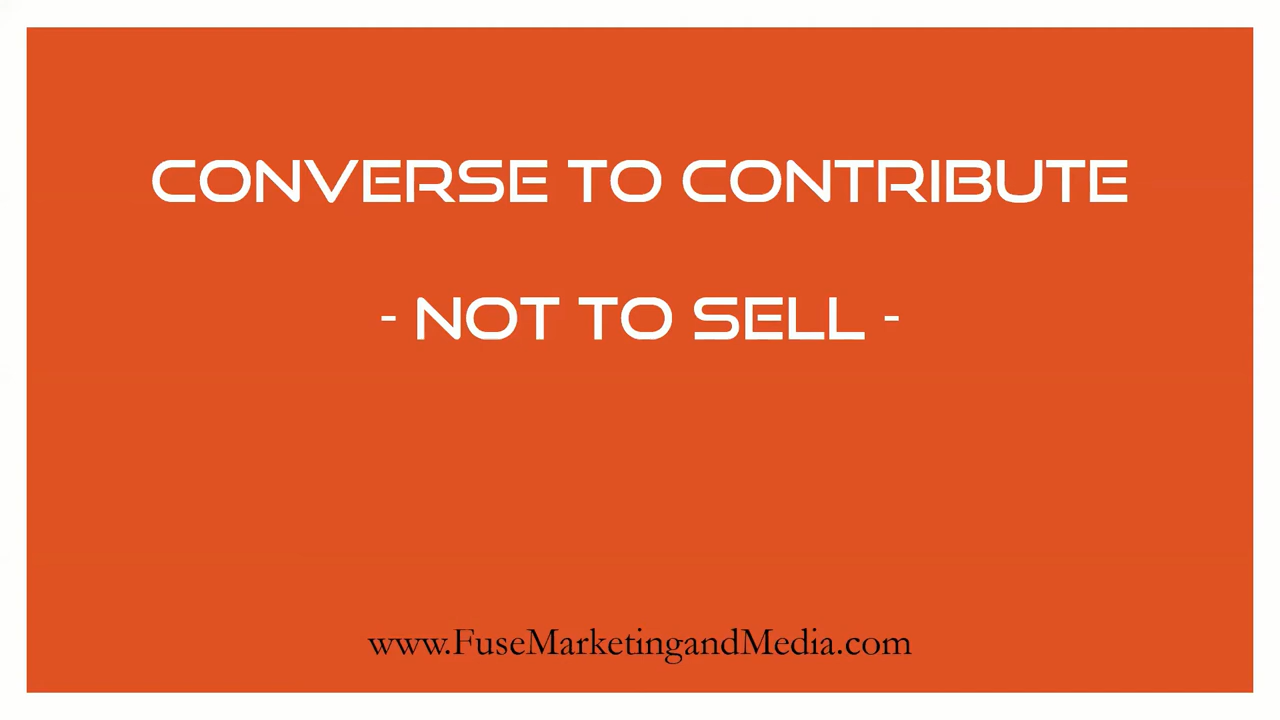 CONVERSE TO CONTRIBUTE
- NOT TO SELL -
www.FuseMarketingandMedia.com